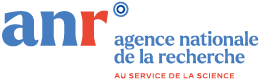 anr
agence nationale
de la recherche
AU SERVICE DE LA SCIENCE